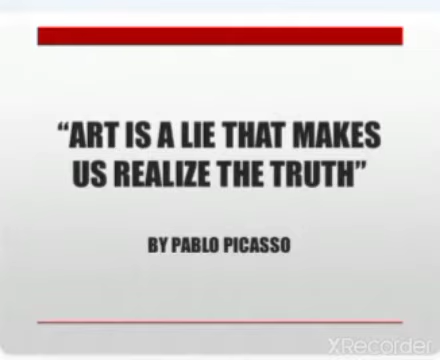 “ART IS A LIE THAT MAKES
US REALIZE THE TRUTH”
BY PABLO PICASSO
XRecorder